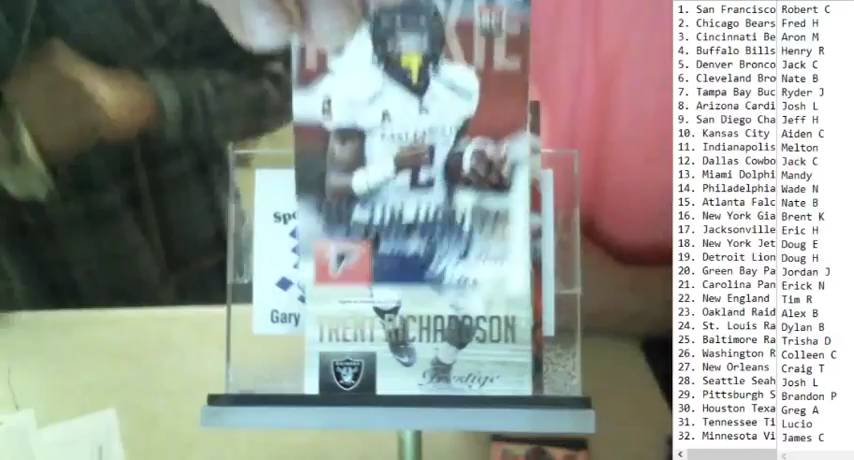 TRENT RICHARDSON
Prestige
RAIDERS
Gary
1. San Francisco Robert C
2. Chicago Bears Fred H
3. Cincinnati Be Aron M
4. Buffalo Bills Henry R
5. Denver Bronco Jack C
6. Cleveland Bro Nate B
7. Tampa Bay Buc Ryder J
8. Arizona Cardi Josh L
9. San Diego Cha Jeff H
10. Kansas City Aiden C
11. Indianapolis Melton
12. Dallas Cowbo Jack C
13. Miami Dolphi Mandy
14. Philadelphia Wade N
15. Atlanta Falc Nate B
16. New York Gia Brent K
17. Jacksonville Eric H
18. New York Jet Doug E
19. Detroit Lion Doug H
20. Green Bay Pa Jordan J
21. Carolina Pan Erick N
22. New England Tim R
23. Oakland Raid Alex B
24. St. Louis Ra Dylan B
25. Baltimore Ra Trisha D
26. Washington R Colleen C
27. New Orleans Craig T
28. Seattle Seah Josh L
29. Pittsburgh S Brandon P
30. Houston Texa Greg A
31. Tennessee Ti Lucio
32. Minnesota Vi James C